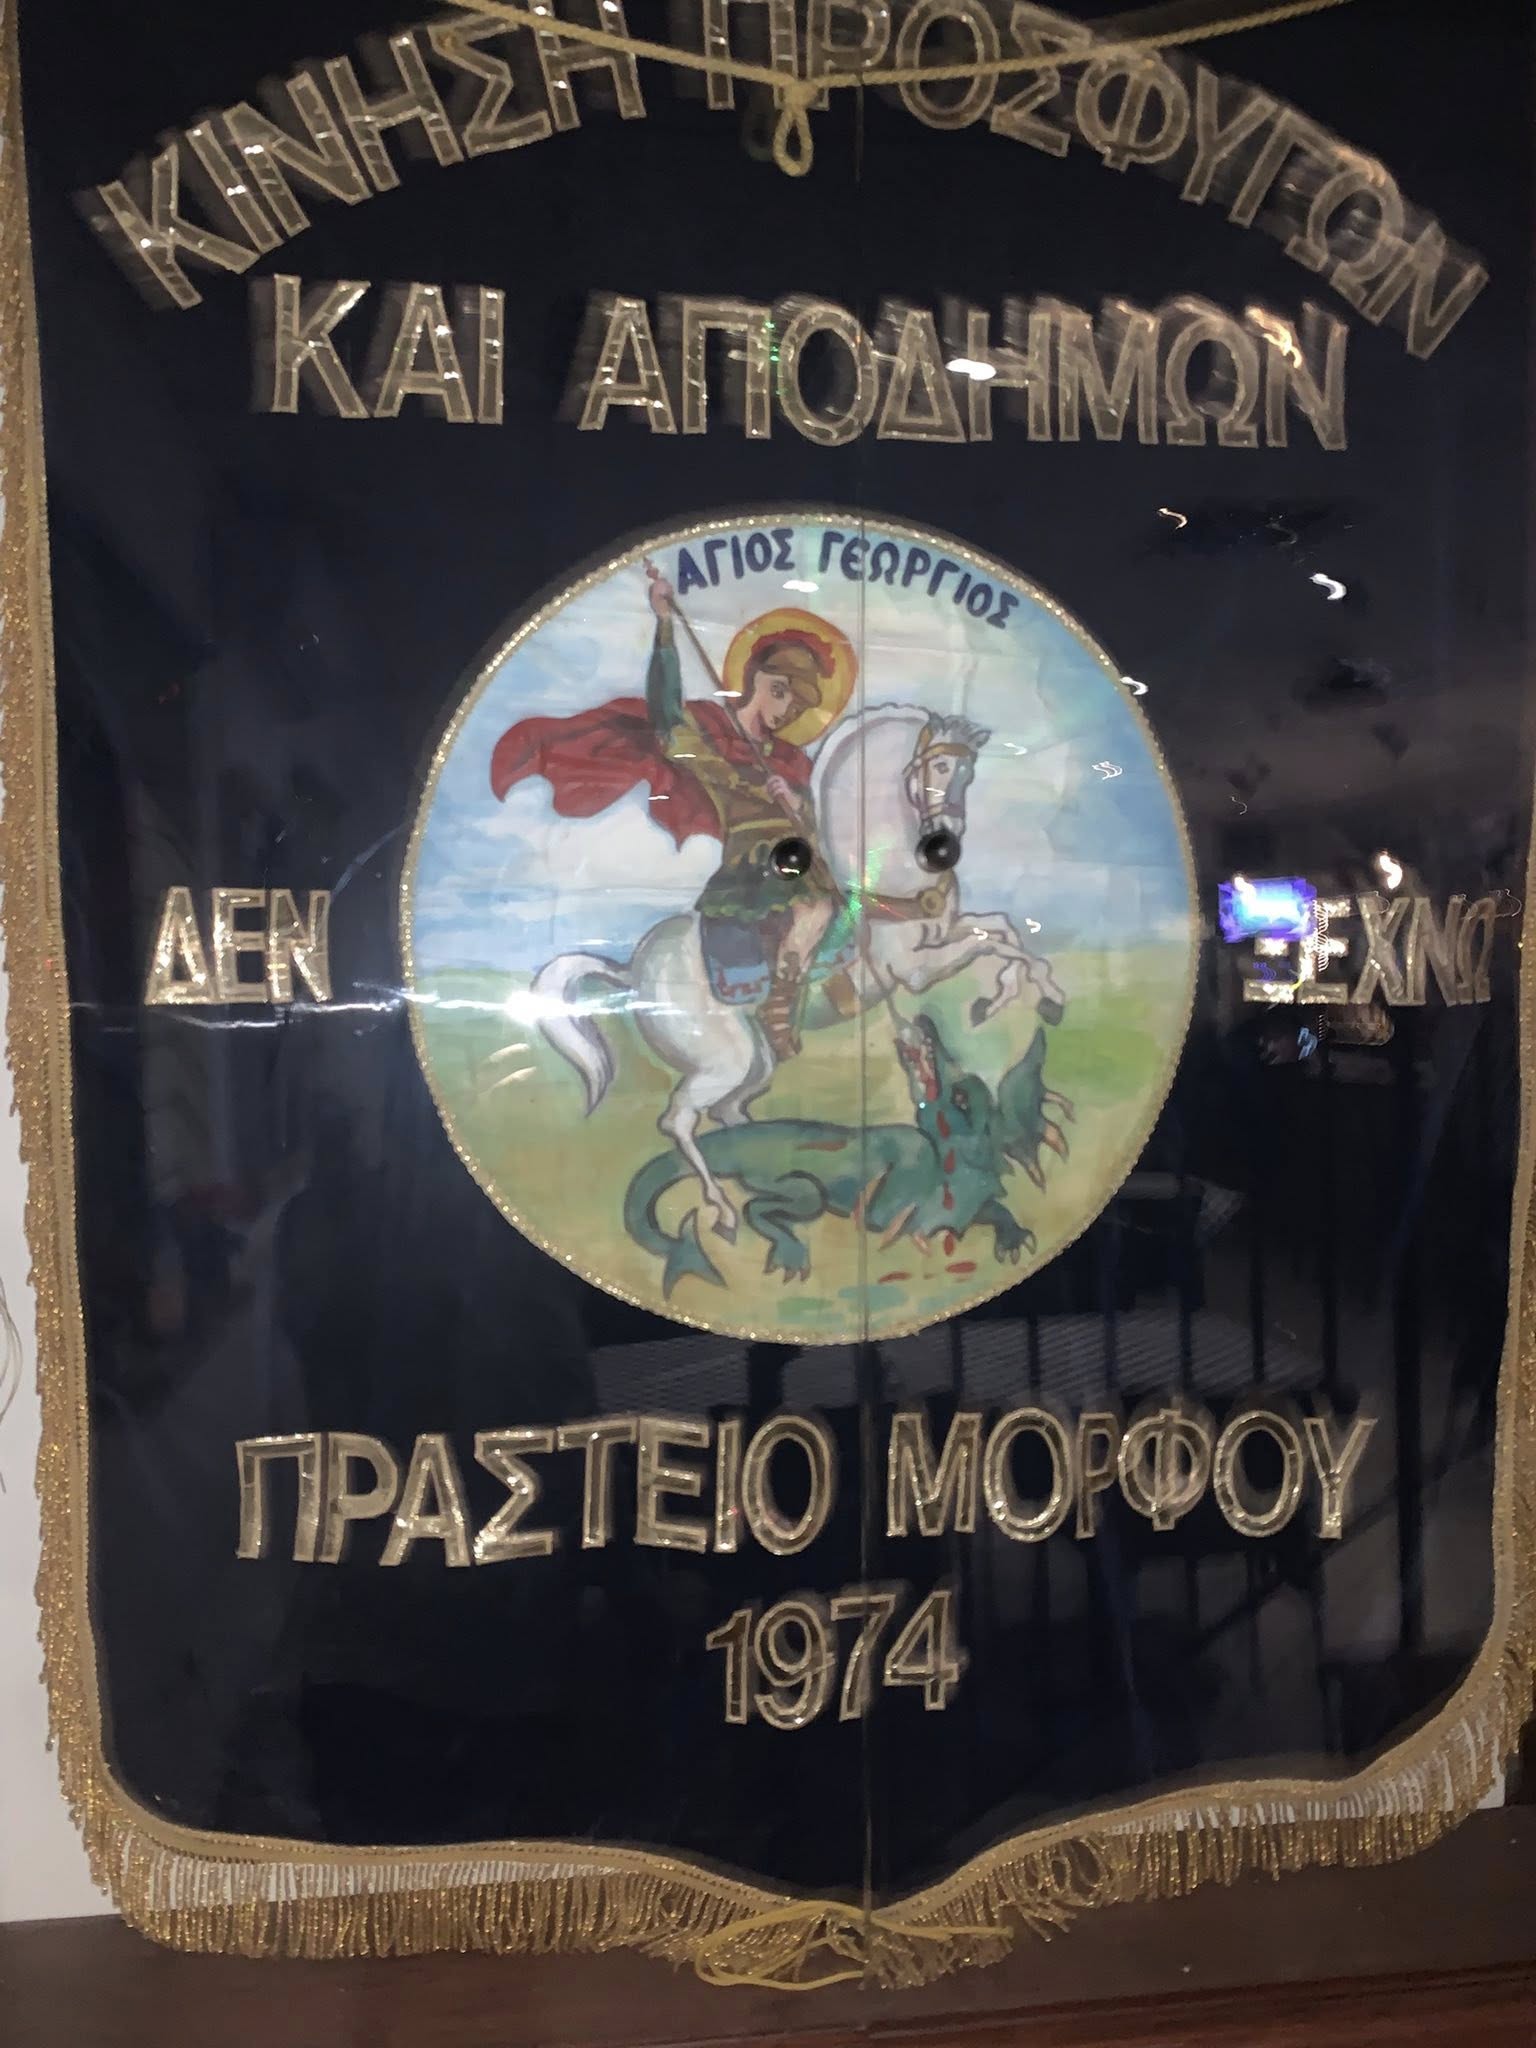 ΚΙΝΗΣΗ ΠΡΟΣΦΥΓΩΝ
ΚΑΙ ΑΠΟΔΗΜΩΝ
ΑΓΙΟΣ ΓΕΩΡΓΙΟΣ
ΔΕΝ ΞΕΧΝΩ
ΠΡΑΣΤΕΙΟ ΜΟΡΦΟΥ
1974